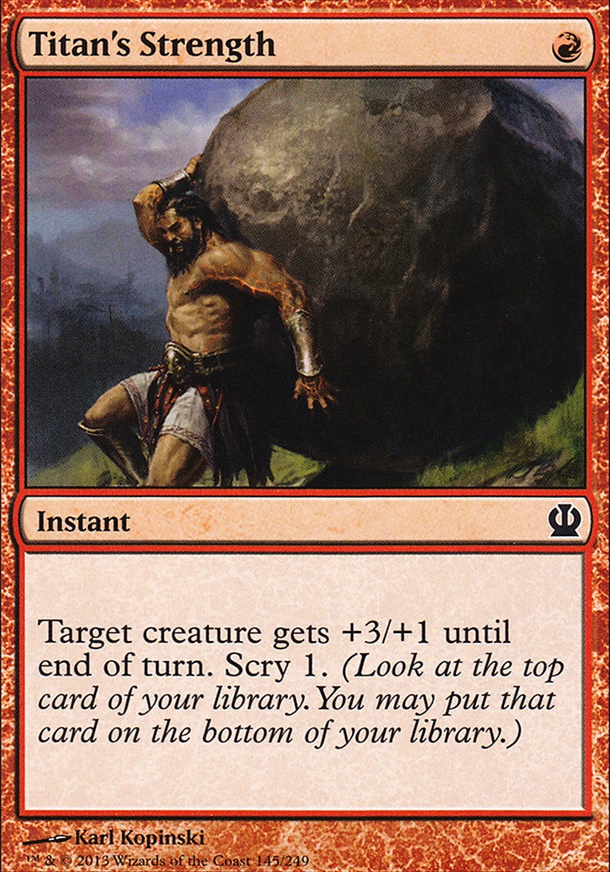 Titan's Strength
Instant
Target creature gets +3/+1 until
end of turn. Scry 1. (Look at the top
card of your library. You may put that
card on the bottom of your library.)
Karl Kopinski
™ & © 2013 Wizards of the Coast 145/249